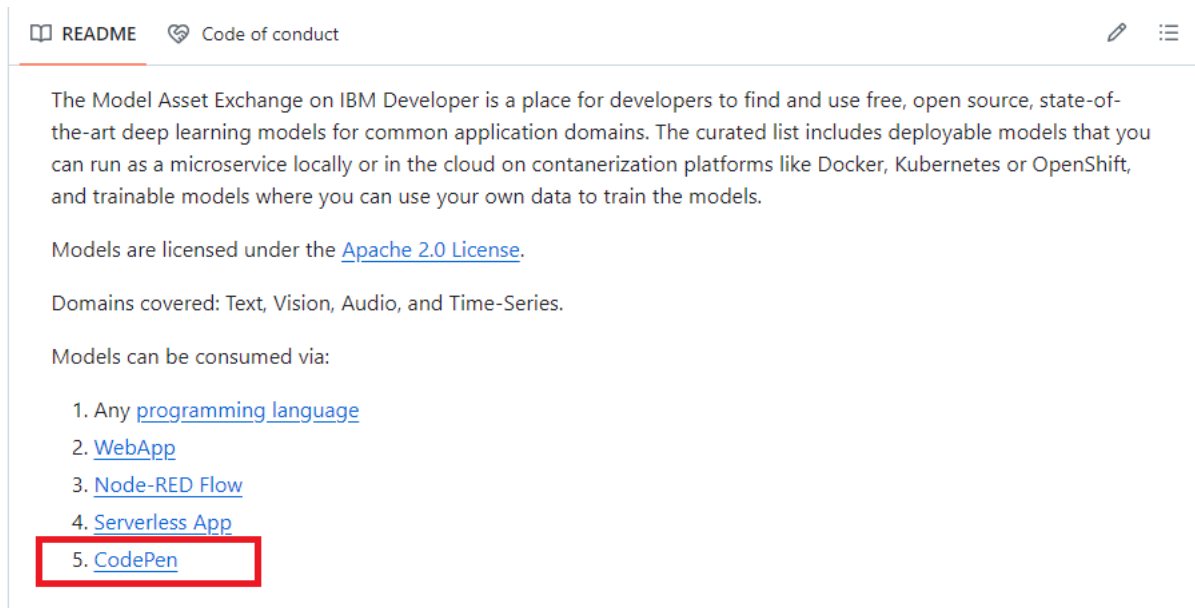 README Code of conduct
The Model Asset Exchange on IBM Developer is a place for developers to find and use free, open source, state-of-
the-art deep learning models for common application domains. The curated list includes deployable models that you
can run as a microservice locally or in the cloud on contanerization platforms like Docker, Kubernetes or OpenShift,
and trainable models where you can use your own data to train the models.
Models are licensed under the Apache 2.0 License.
Domains covered: Text, Vision, Audio, and Time-Series.
Models can be consumed via:
1. Any programming language
2. WebApp
3. Node-RED Flow
4. Serverless App
5. CodePen